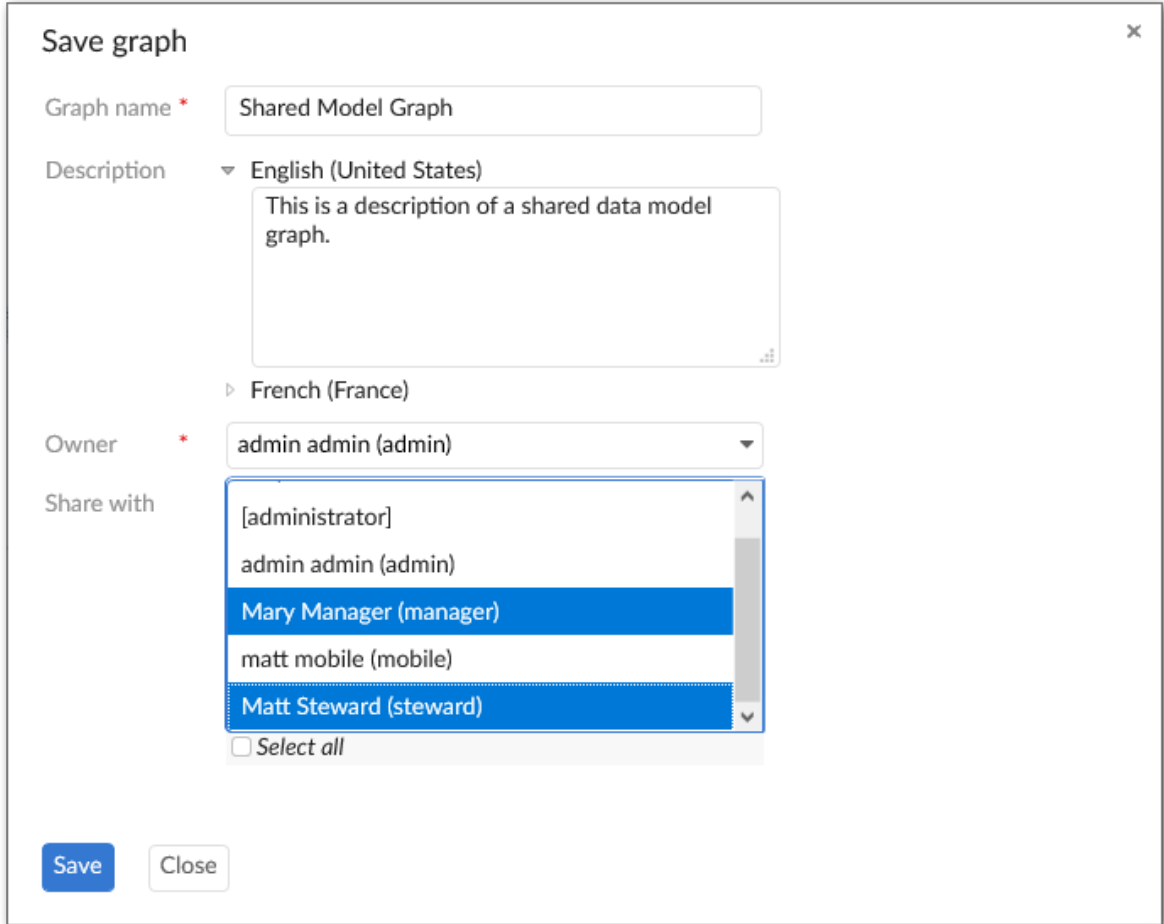 Save graph
×
Graph name * Shared Model Graph
Description English (United States)
This is a description of a shared data model
graph.
French (France)
Owner * admin admin (admin)
Share with
[administrator]
admin admin (admin)
Mary Manager (manager)
matt mobile (mobile)
Matt Steward (steward)
Select all
Save Close